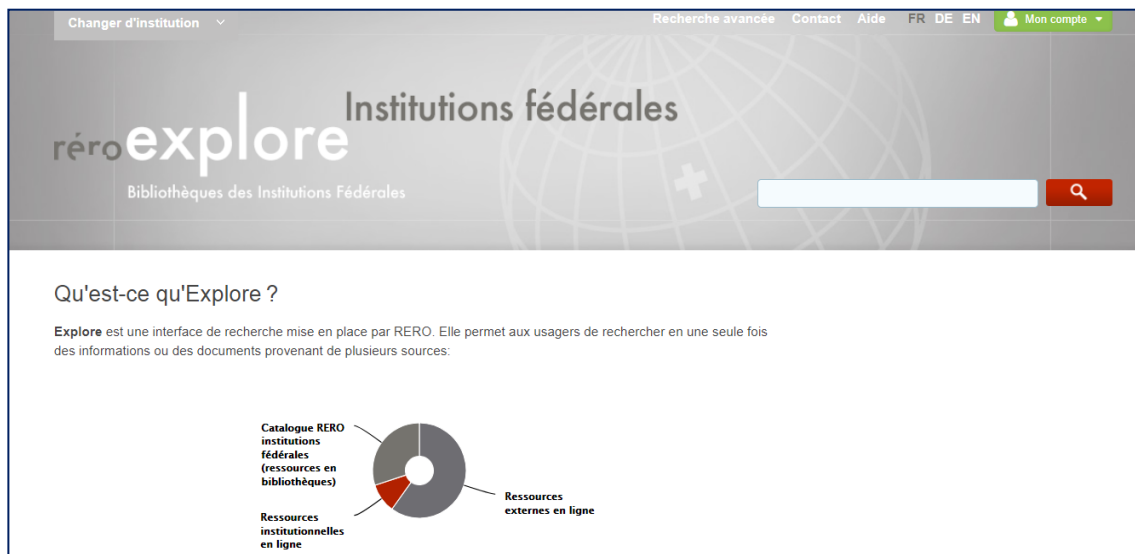 Changer d'institution
Recherche avancée Contact Aide FR DE EN Mon compte
Institutions fédérales
réro explore
Bibliothèques des Institutions Fédérales
Qu'est-ce qu'Explore ?
Explore est une interface de recherche mise en place par RERO. Elle permet aux usagers de rechercher en une seule fois
des informations ou des documents provenant de plusieurs sources:
Catalogue RERO
institutions
fédérales
(ressources en
bibliothèques)
Ressources
externes en ligne
Ressources
institutionnelles
en ligne